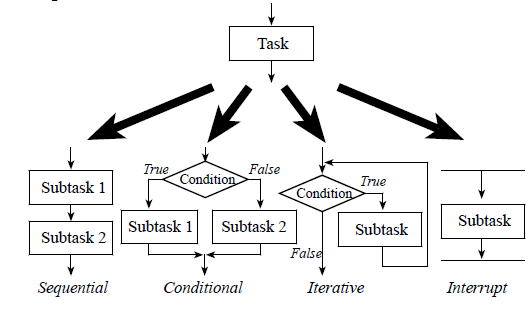 Task
True
Condition
False
Subtask 1
Subtask 2
Subtask 1
Subtask 2
Condition
True
Subtask
False
Subtask
Sequential
Conditional
Iterative
Interrupt